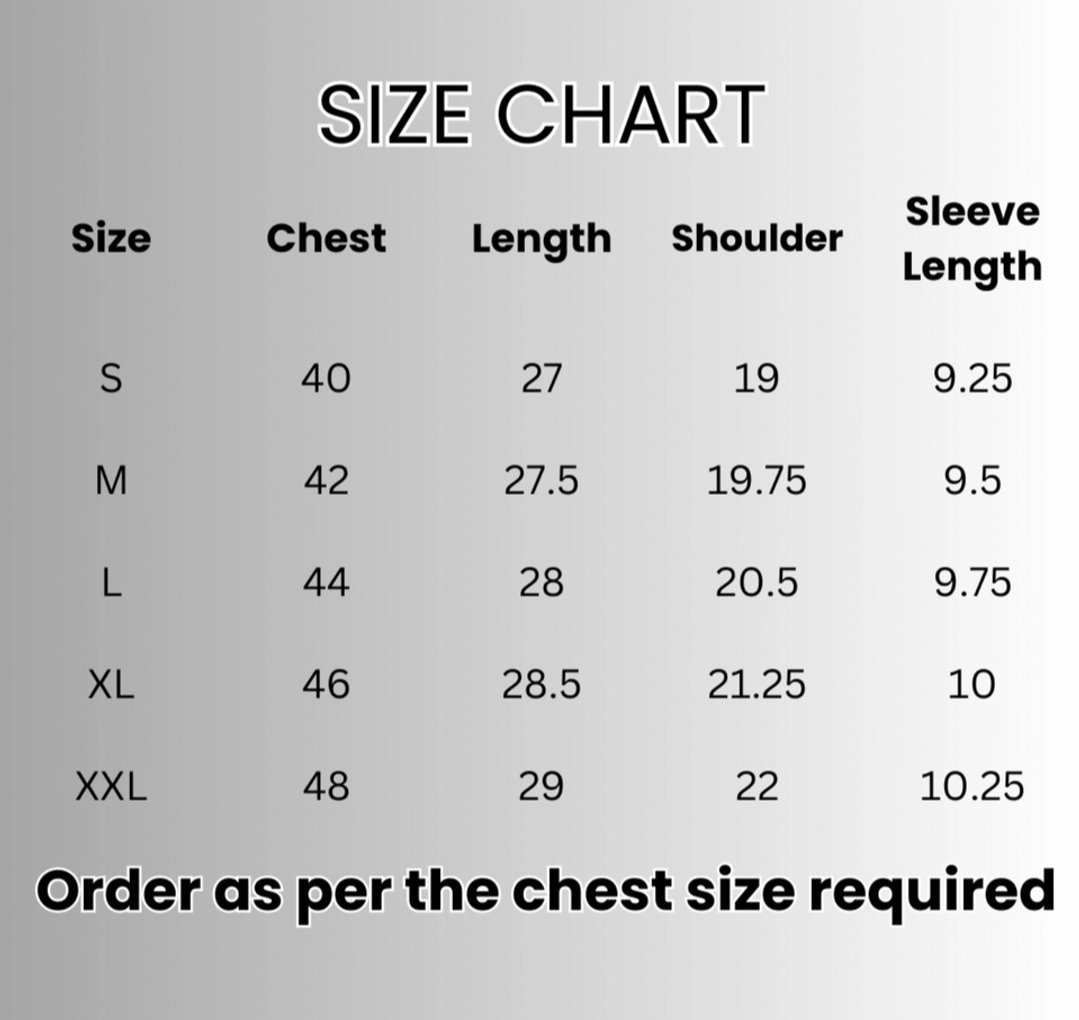 SIZE CHART
Size Chest Length Shoulder Sleeve Length
S 40 27 19 9.25
M 42 27.5 19.75 9.5
L 44 28 20.5 9.75
XL 46 28.5 21.25 10
XXL 48 29 22 10.25
Order as per the chest size required